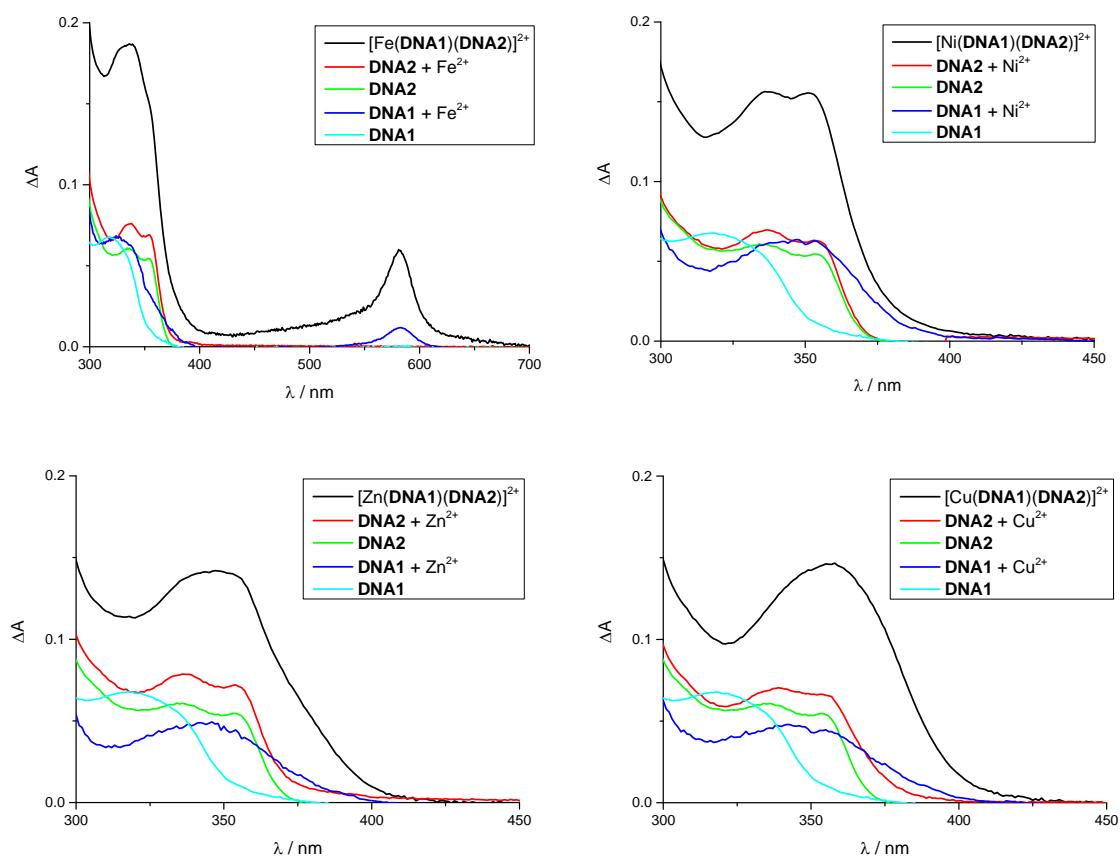 0.2
0.1
0.0
ΔA
300 400 500 600 700
λ / nm
[Fe(DNA1)(DNA2)]²⁺
DNA2 + Fe²⁺
DNA2
DNA1 + Fe²⁺
DNA1
0.2
0.1
0.0
ΔA
300 350 400 450
λ / nm
[Ni(DNA1)(DNA2)]²⁺
DNA2 + Ni²⁺
DNA2
DNA1 + Ni²⁺
DNA1
0.2
0.1
0.0
ΔA
300 350 400 450
λ / nm
[Zn(DNA1)(DNA2)]²⁺
DNA2 + Zn²⁺
DNA2
DNA1 + Zn²⁺
DNA1
0.2
0.1
0.0
ΔA
300 350 400 450
λ / nm
[Cu(DNA1)(DNA2)]²⁺
DNA2 + Cu²⁺
DNA2
DNA1 + Cu²⁺
DNA1